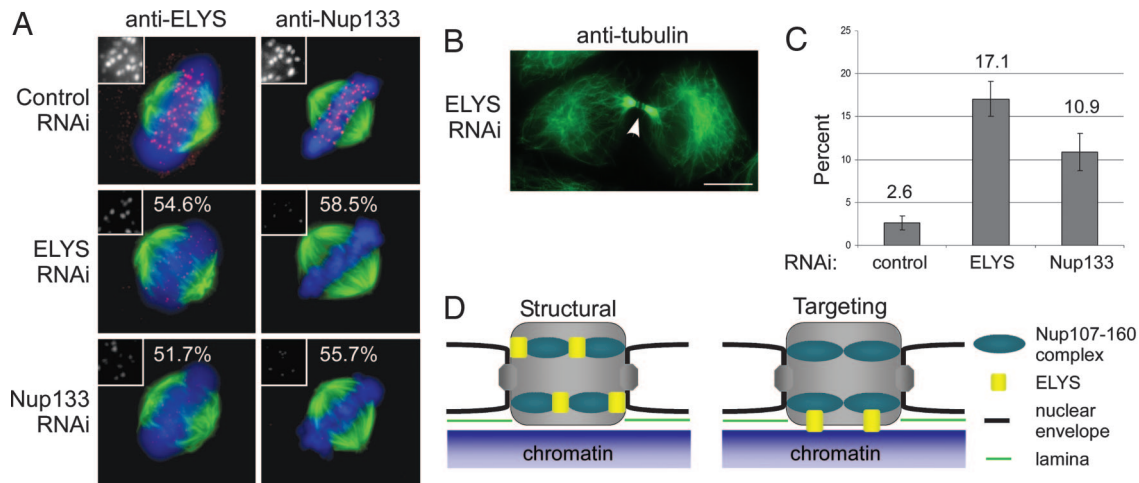 A
anti-ELYS
anti-Nup133
Control
RNAi
ELYS
RNAi
54.6%
58.5%
Nup133
RNAi
51.7%
55.7%
B
anti-tubulin
ELYS
RNAi
C
Percent
25
20
15
10
5
0
2.6
17.1
10.9
RNAi:
control
ELYS
Nup133
D
Structural
chromatin
Targeting
chromatin
Nup107-160
complex
ELYS
nuclear
envelope
lamina